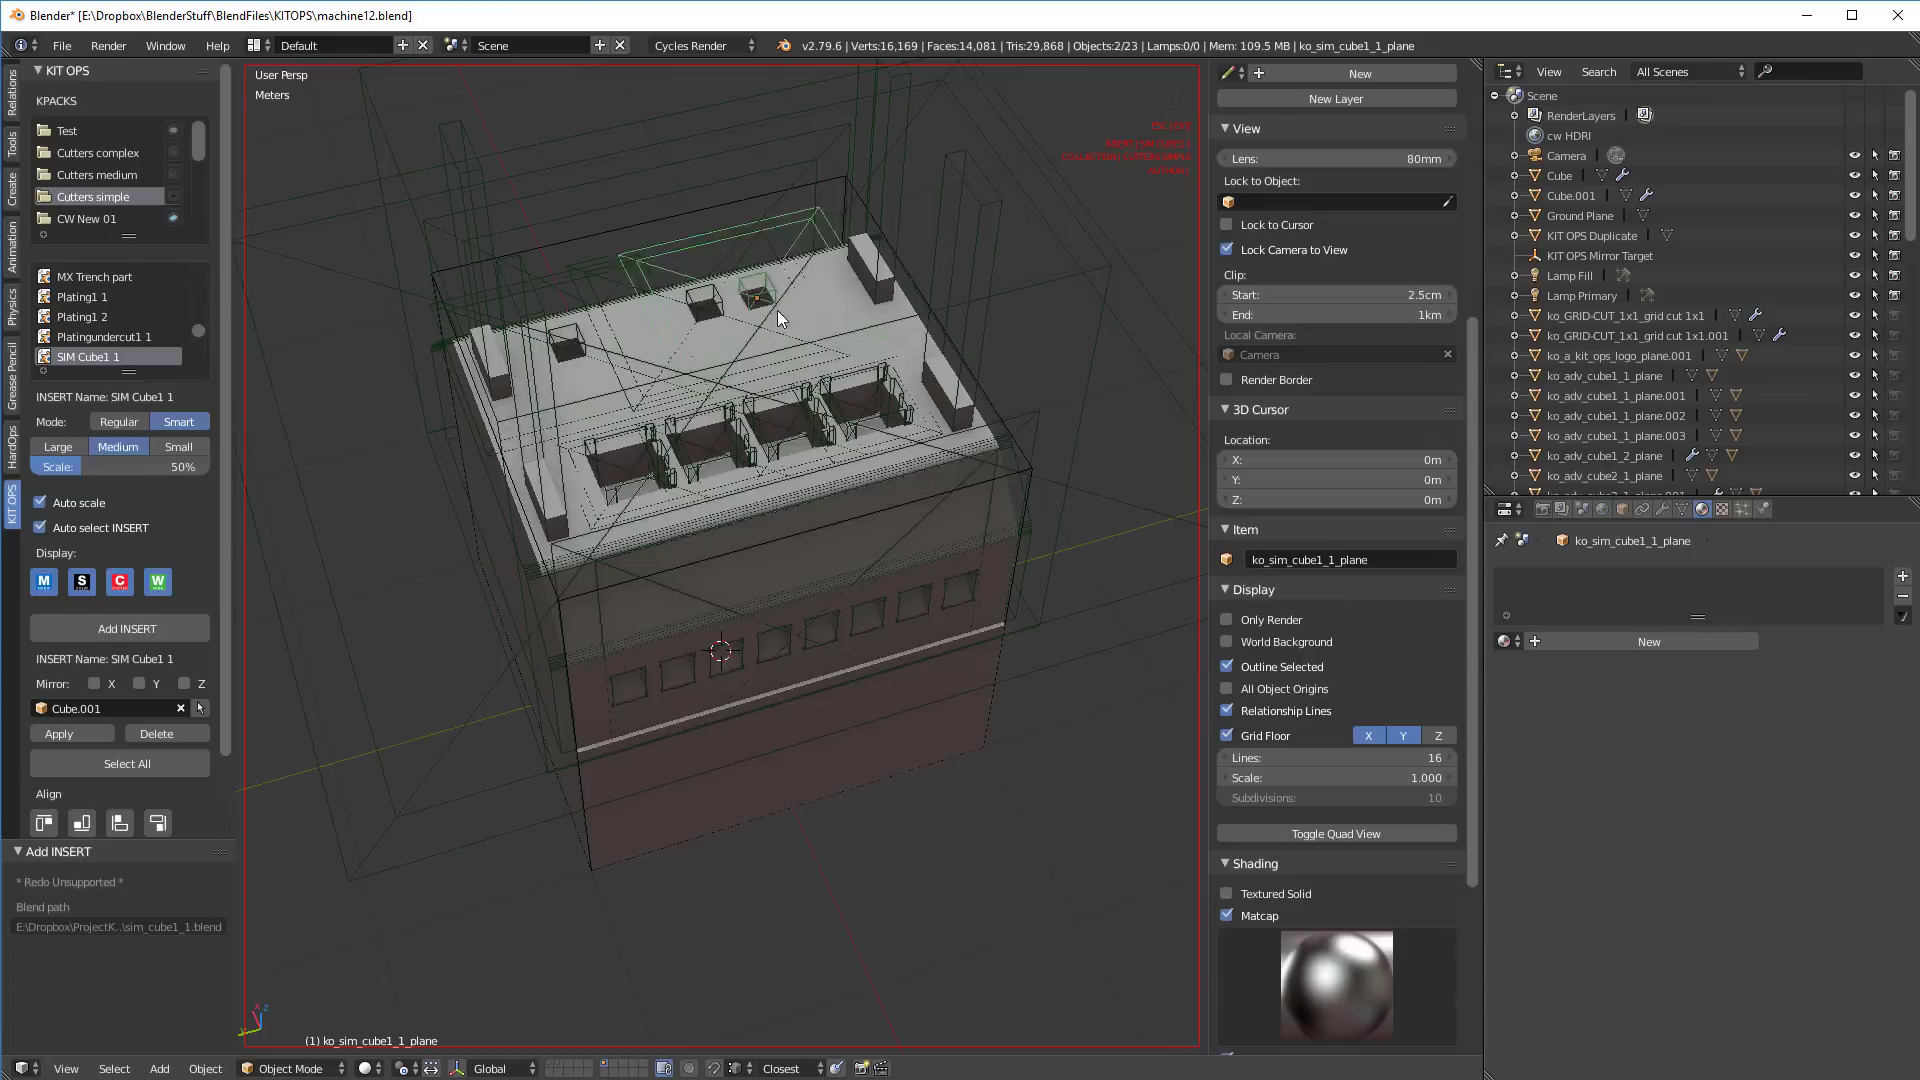 Blender* [E:\Dropbox\BlenderStuff\BlendFiles\KITOPS\machine12.blend]
File Render Window Help Default Scene Cycles Render v2.79.6 | Verts:16,169 | Faces:14,081 | Tris:29,868 | Objects:2/23 | Lamps:0/0 | Mem: 109.5 MB | ko_sim_cube1_1_plane
Relations
Tools
Create
Animation
Physics
Grease Pencil
HardOps
KIT OPS
KIT OPS
KPACKS
Test
Cutters complex
Cutters medium
Cutters simple
CW New 01
MX Trench part
Plating1 1
Plating1 2
Platingundercut1 1
SIM Cube1 1
INSERT Name: SIM Cube1 1
Mode: Regular Smart
Large Medium Small
Scale: 50%
Auto scale
Auto select INSERT
Display:
M S C W
Add INSERT
INSERT Name: SIM Cube1 1
Mirror: X Y Z
Cube.001
Apply Delete
Select All
Align
Add INSERT
* Redo Unsupported *
Blend path
E:\Dropbox\ProjectK..\sim_cube1_1.blend
User Persp
Meters
(1) ko_sim_cube1_1_plane
View Select Add Object Object Mode Global Closest
New
New Layer
View
Lens: 80mm
Lock to Object:
Lock to Cursor
Lock Camera to View
Clip:
Start: 2.5cm
End: 1km
Local Camera:
Camera
Render Border
3D Cursor
Location:
X: 0m
Y: 0m
Z: 0m
Item
ko_sim_cube1_1_plane
Display
Only Render
World Background
Outline Selected
All Object Origins
Relationship Lines
Grid Floor X Y Z
Lines: 16
Scale: 1.000
Subdivisions: 10
Toggle Quad View
Shading
Textured Solid
Matcap
View Search All Scenes
Scene
RenderLayers
cw HDRI
Camera
Cube
Cube.001
Ground Plane
KIT OPS Duplicate
KIT OPS Mirror Target
Lamp Fill
Lamp Primary
ko_GRID-CUT_1x1_grid cut 1x1
ko_GRID-CUT_1x1_grid cut 1x1.001
ko_a_kit_ops_logo_plane.001
ko_adv_cube1_1_plane
ko_adv_cube1_1_plane.001
ko_adv_cube1_1_plane.002
ko_adv_cube1_1_plane.003
ko_adv_cube1_2_plane
ko_adv_cube2_1_plane
ko_sim_cube1_1_plane
New